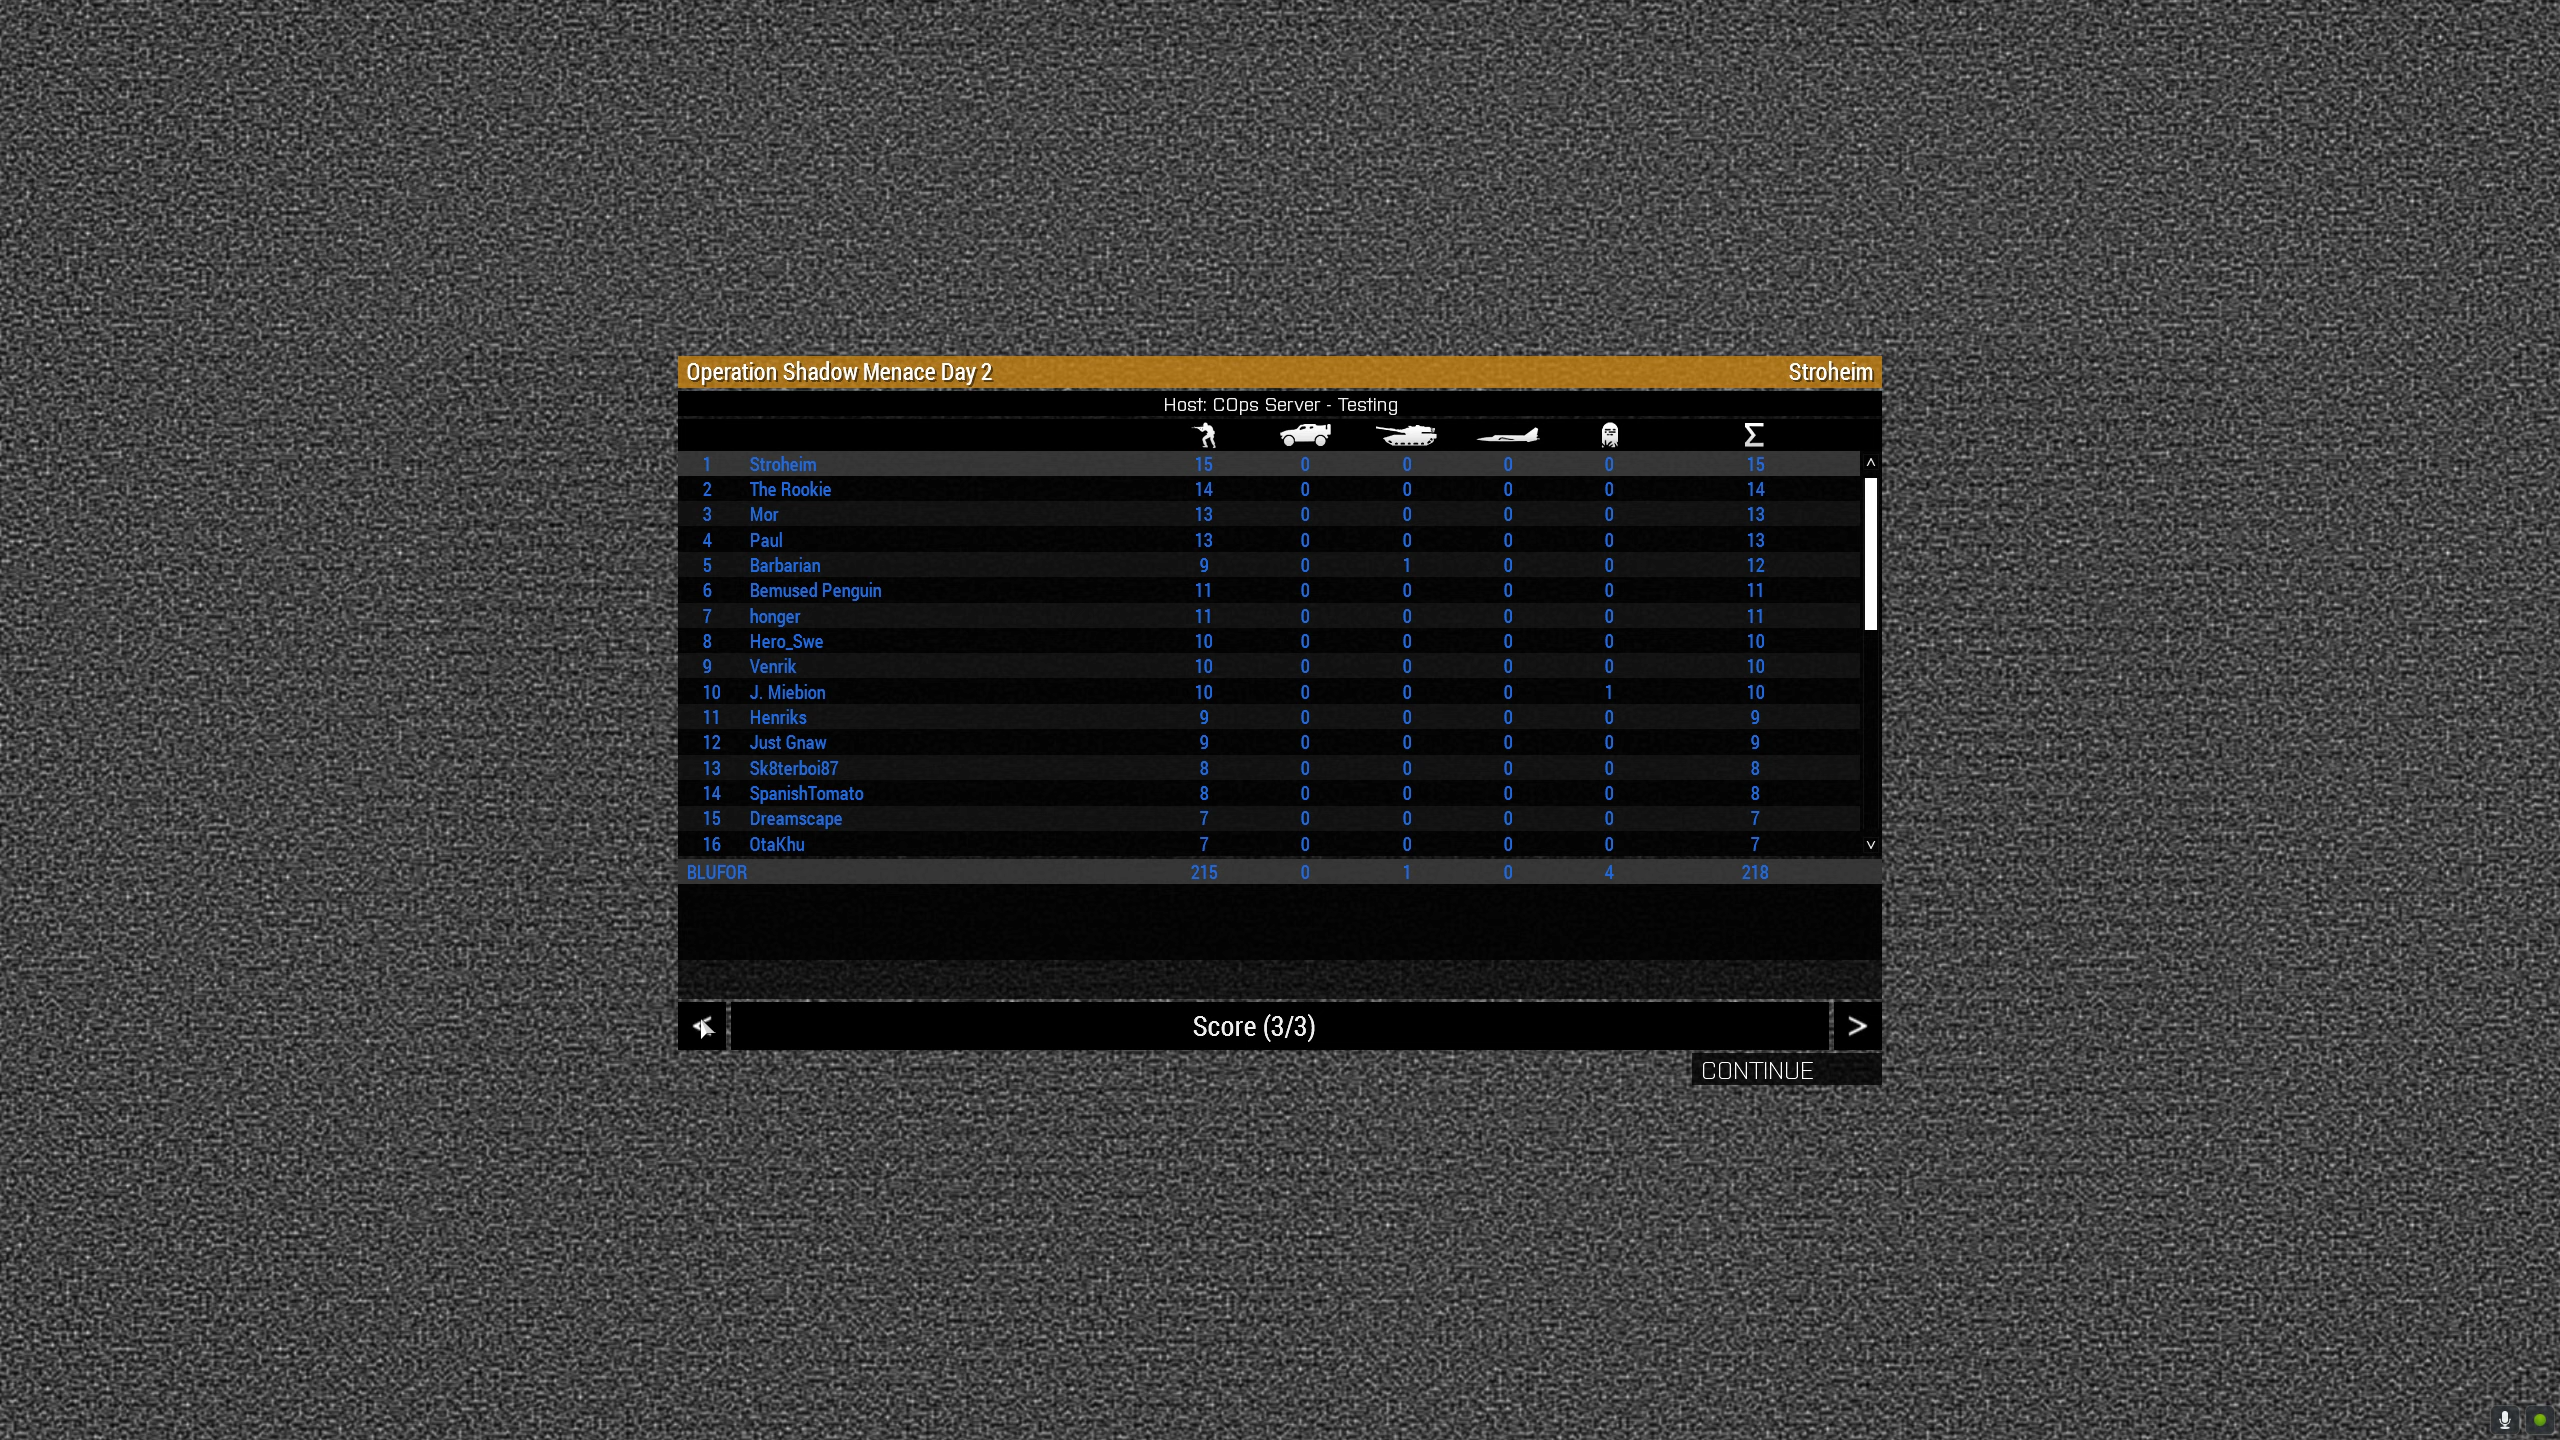 Operation Shadow Menace Day 2 Stroheim
Host: COps Server - Testing
Σ
1 Stroheim 15 0 0 0 0 15
2 The Rookie 14 0 0 0 0 14
3 Mor 13 0 0 0 0 13
4 Paul 13 0 0 0 0 13
5 Barbarian 9 0 1 0 0 12
6 Bemused Penguin 11 0 0 0 0 11
7 honger 11 0 0 0 0 11
8 Hero_Swe 10 0 0 0 0 10
9 Venrik 10 0 0 0 0 10
10 J. Miebion 10 0 0 0 1 10
11 Henriks 9 0 0 0 0 9
12 Just Gnaw 9 0 0 0 0 9
13 Sk8terboi87 8 0 0 0 0 8
14 SpanishTomato 8 0 0 0 0 8
15 Dreamscape 7 0 0 0 0 7
16 OtaKhu 7 0 0 0 0 7
BLUFOR 215 0 1 0 4 218
< Score (3/3) >
CONTINUE